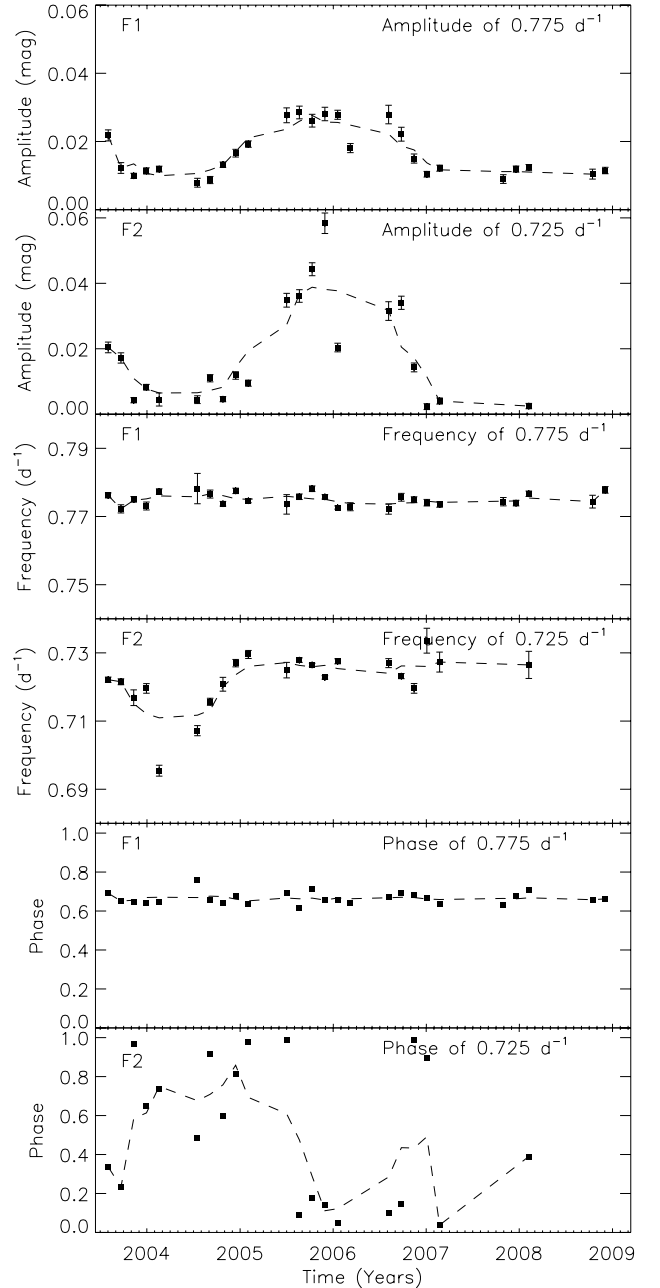 0.06
F1 Amplitude of 0.775 d⁻¹
0.04
0.02
0.00
Amplitude (mag)
0.06
F2 Amplitude of 0.725 d⁻¹
0.04
0.02
0.00
Amplitude (mag)
F1 Frequency of 0.775 d⁻¹
0.79
0.77
0.75
Frequency (d⁻¹)
F2 Frequency of 0.725 d⁻¹
0.73
0.71
0.69
Frequency (d⁻¹)
1.0
F1 Phase of 0.775 d⁻¹
0.8
0.6
0.4
0.2
0.0
Phase
1.0
F2 Phase of 0.725 d⁻¹
0.8
0.6
0.4
0.2
0.0
Phase
2004 2005 2006 2007 2008 2009
Time (Years)